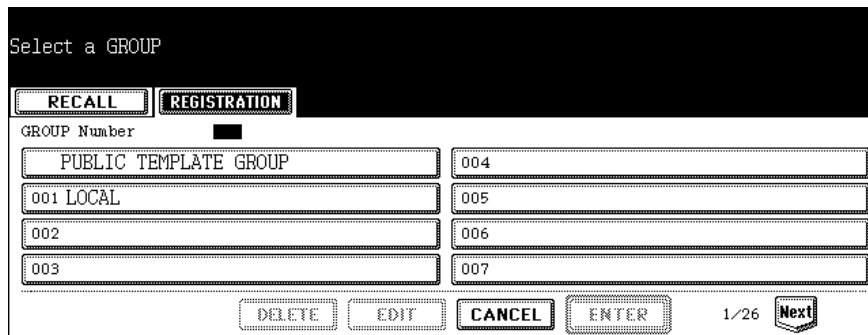 Select a GROUP
RECALL REGISTRATION
GROUP Number
PUBLIC TEMPLATE GROUP 004
001 LOCAL 005
002 006
003 007
DELETE EDIT CANCEL ENTER 1/26 Next